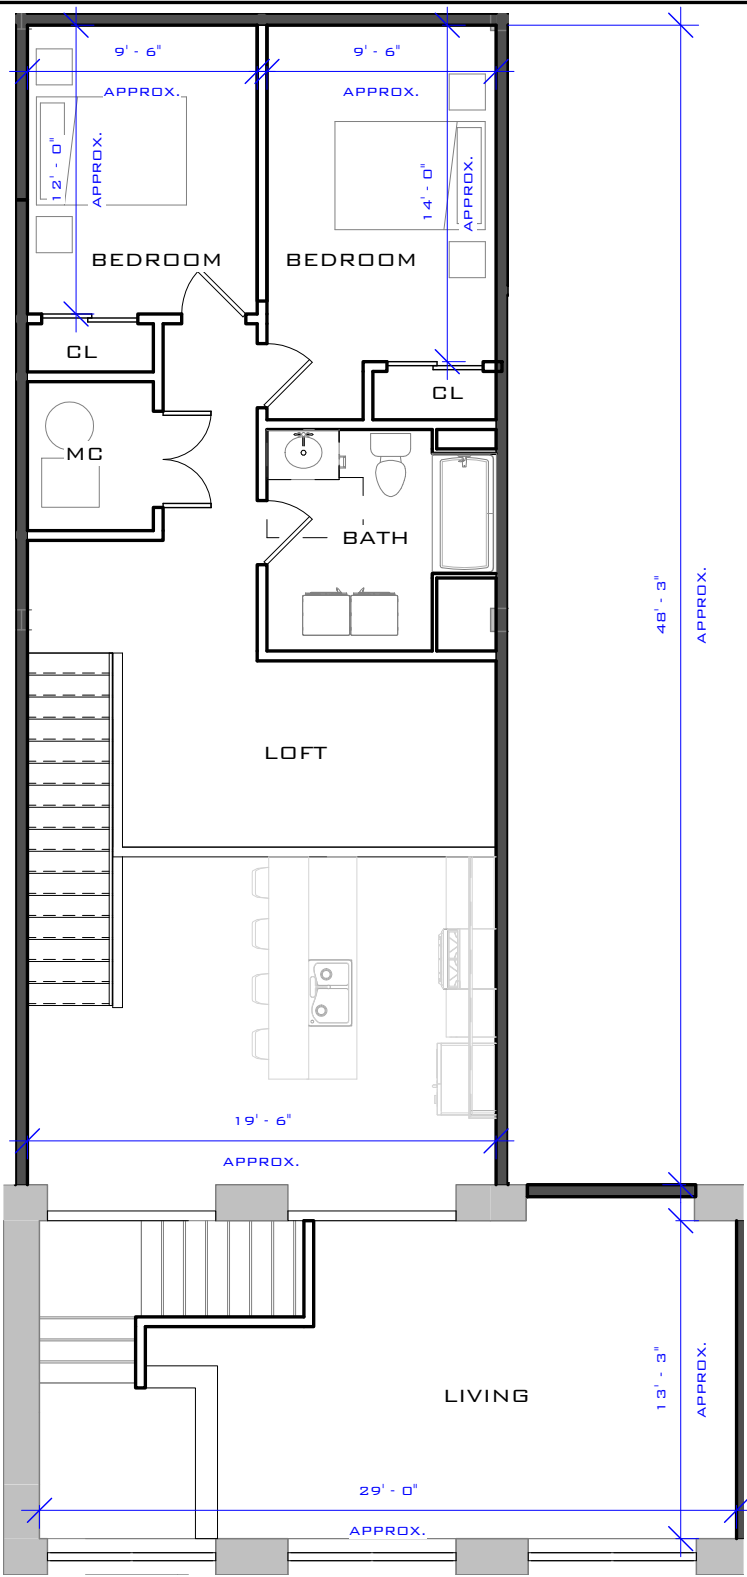 9' - 6"
APPROX.
9' - 6"
APPROX.
12' - 0"
APPROX.
14' - 0"
APPROX.
BEDROOM
BEDROOM
CL
CL
MC
BATH
48' - 3"
APPROX.
LOFT
19' - 6"
APPROX.
13' - 3"
APPROX.
LIVING
29' - 0"
APPROX.